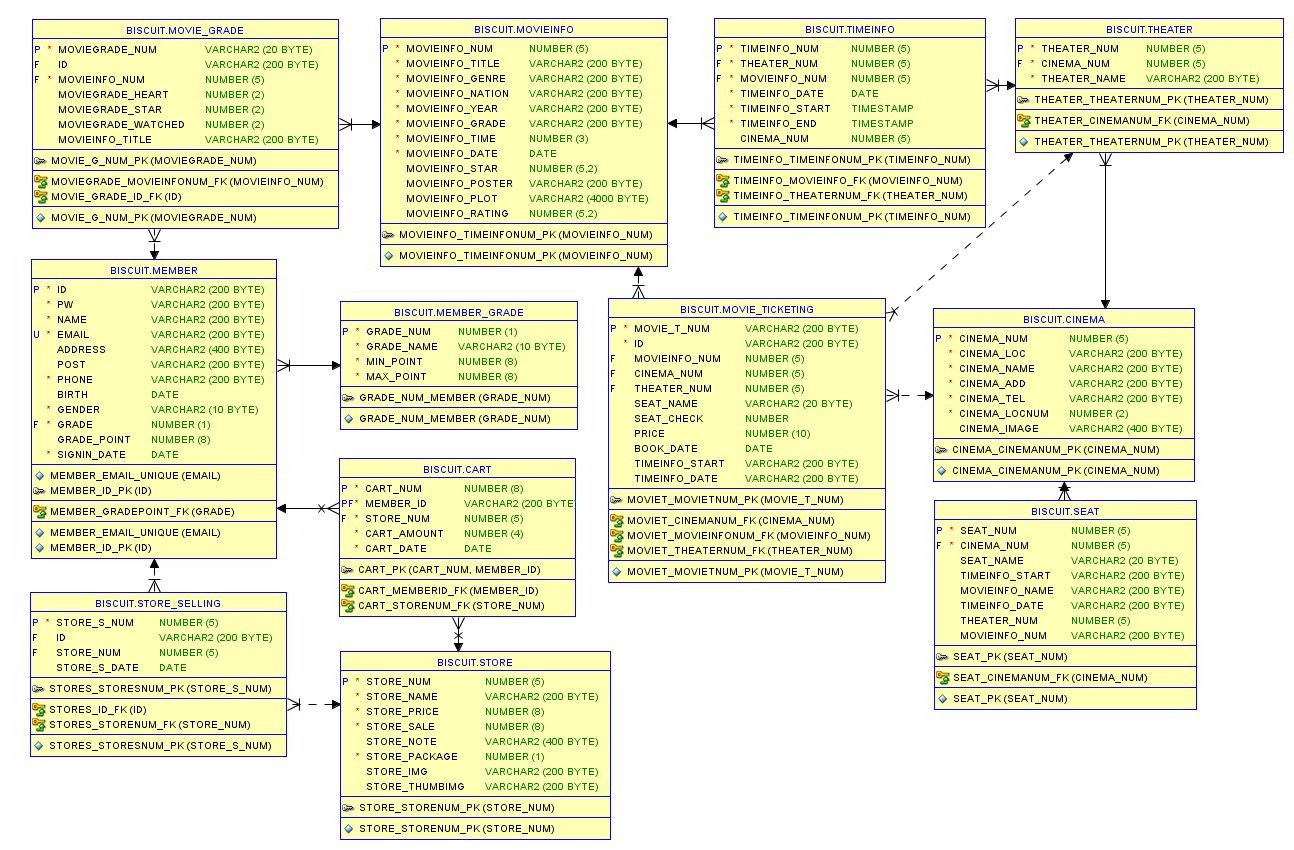 BISCUIT.MOVIE_GRADE
P * MOVIEGRADE_NUM VARCHAR2 (20 BYTE)
F ID VARCHAR2 (200 BYTE)
F * MOVIEINFO_NUM NUMBER (5)
MOVIEGRADE_HEART NUMBER (2)
MOVIEGRADE_STAR NUMBER (2)
MOVIEGRADE_WATCHED NUMBER (2)
MOVIEINFO_TITLE VARCHAR2 (200 BYTE)
MOVIE_G_NUM_PK (MOVIEGRADE_NUM)
MOVIEGRADE_MOVIEINFONUM_FK (MOVIEINFO_NUM)
MOVIE_GRADE_ID_FK (ID)
MOVIE_G_NUM_PK (MOVIEGRADE_NUM)
BISCUIT.MOVIEINFO
P * MOVIEINFO_NUM NUMBER (5)
* MOVIEINFO_TITLE VARCHAR2 (200 BYTE)
* MOVIEINFO_GENRE VARCHAR2 (200 BYTE)
* MOVIEINFO_NATION VARCHAR2 (200 BYTE)
* MOVIEINFO_YEAR VARCHAR2 (200 BYTE)
* MOVIEINFO_GRADE VARCHAR2 (200 BYTE)
* MOVIEINFO_TIME NUMBER (3)
* MOVIEINFO_DATE DATE
MOVIEINFO_STAR NUMBER (5,2)
MOVIEINFO_POSTER VARCHAR2 (200 BYTE)
MOVIEINFO_PLOT VARCHAR2 (4000 BYTE)
MOVIEINFO_RATING NUMBER (5,2)
MOVIEINFO_TIMEINFONUM_PK (MOVIEINFO_NUM)
MOVIEINFO_TIMEINFONUM_PK (MOVIEINFO_NUM)
BISCUIT.TIMEINFO
P * TIMEINFO_NUM NUMBER (5)
F * THEATER_NUM NUMBER (5)
F * MOVIEINFO_NUM NUMBER (5)
* TIMEINFO_DATE DATE
* TIMEINFO_START TIMESTAMP
* TIMEINFO_END TIMESTAMP
CINEMA_NUM NUMBER (5)
TIMEINFO_TIMEINFONUM_PK (TIMEINFO_NUM)
TIMEINFO_MOVIEINFO_FK (MOVIEINFO_NUM)
TIMEINFO_THEATERNUM_FK (THEATER_NUM)
TIMEINFO_TIMEINFONUM_PK (TIMEINFO_NUM)
BISCUIT.THEATER
P * THEATER_NUM NUMBER (5)
F * CINEMA_NUM NUMBER (5)
* THEATER_NAME VARCHAR2 (200 BYTE)
THEATER_THEATERNUM_PK (THEATER_NUM)
THEATER_CINEMANUM_FK (CINEMA_NUM)
THEATER_THEATERNUM_PK (THEATER_NUM)
BISCUIT.MEMBER
P * ID VARCHAR2 (200 BYTE)
* PW VARCHAR2 (200 BYTE)
* NAME VARCHAR2 (200 BYTE)
U * EMAIL VARCHAR2 (200 BYTE)
ADDRESS VARCHAR2 (400 BYTE)
POST VARCHAR2 (200 BYTE)
* PHONE VARCHAR2 (200 BYTE)
BIRTH DATE
* GENDER VARCHAR2 (10 BYTE)
F * GRADE NUMBER (1)
GRADE_POINT NUMBER (8)
* SIGNIN_DATE DATE
MEMBER_EMAIL_UNIQUE (EMAIL)
MEMBER_ID_PK (ID)
MEMBER_GRADEPOINT_FK (GRADE)
MEMBER_EMAIL_UNIQUE (EMAIL)
MEMBER_ID_PK (ID)
BISCUIT.MEMBER_GRADE
P * GRADE_NUM NUMBER (1)
* GRADE_NAME VARCHAR2 (10 BYTE)
* MIN_POINT NUMBER (8)
* MAX_POINT NUMBER (8)
GRADE_NUM_MEMBER (GRADE_NUM)
GRADE_NUM_MEMBER (GRADE_NUM)
BISCUIT.MOVIE_TICKETING
P * MOVIE_T_NUM VARCHAR2 (200 BYTE)
* ID VARCHAR2 (200 BYTE)
F MOVIEINFO_NUM NUMBER (5)
F CINEMA_NUM NUMBER (5)
F THEATER_NUM NUMBER (5)
SEAT_NAME VARCHAR2 (20 BYTE)
SEAT_CHECK NUMBER
PRICE NUMBER (10)
BOOK_DATE DATE
TIMEINFO_START VARCHAR2 (200 BYTE)
TIMEINFO_DATE VARCHAR2 (200 BYTE)
MOVIET_MOVIETNUM_PK (MOVIE_T_NUM)
MOVIET_CINEMANUM_FK (CINEMA_NUM)
MOVIET_MOVIEINFONUM_FK (MOVIEINFO_NUM)
MOVIET_THEATERNUM_FK (THEATER_NUM)
MOVIET_MOVIETNUM_PK (MOVIE_T_NUM)
BISCUIT.CINEMA
P * CINEMA_NUM NUMBER (5)
* CINEMA_LOC VARCHAR2 (200 BYTE)
* CINEMA_NAME VARCHAR2 (200 BYTE)
* CINEMA_ADD VARCHAR2 (200 BYTE)
* CINEMA_TEL VARCHAR2 (200 BYTE)
* CINEMA_LOCNUM NUMBER (2)
CINEMA_IMAGE VARCHAR2 (400 BYTE)
CINEMA_CINEMANUM_PK (CINEMA_NUM)
CINEMA_CINEMANUM_PK (CINEMA_NUM)
BISCUIT.CART
P * CART_NUM NUMBER (8)
PF* MEMBER_ID VARCHAR2 (200 BYTE)
F * STORE_NUM NUMBER (5)
* CART_AMOUNT NUMBER (4)
* CART_DATE DATE
CART_PK (CART_NUM, MEMBER_ID)
CART_MEMBERID_FK (MEMBER_ID)
CART_STORENUM_FK (STORE_NUM)
BISCUIT.SEAT
P * SEAT_NUM NUMBER (5)
F * CINEMA_NUM NUMBER (5)
SEAT_NAME VARCHAR2 (20 BYTE)
TIMEINFO_START VARCHAR2 (200 BYTE)
MOVIEINFO_NAME VARCHAR2 (200 BYTE)
TIMEINFO_DATE VARCHAR2 (200 BYTE)
THEATER_NUM NUMBER (5)
MOVIEINFO_NUM VARCHAR2 (200 BYTE)
SEAT_PK (SEAT_NUM)
SEAT_CINEMANUM_FK (CINEMA_NUM)
SEAT_PK (SEAT_NUM)
BISCUIT.STORE_SELLING
P * STORE_S_NUM NUMBER (5)
F ID VARCHAR2 (200 BYTE)
F STORE_NUM NUMBER (5)
STORE_S_DATE DATE
STORES_STORESNUM_PK (STORE_S_NUM)
STORES_ID_FK (ID)
STORES_STORENUM_FK (STORE_NUM)
STORES_STORESNUM_PK (STORE_S_NUM)
BISCUIT.STORE
P * STORE_NUM NUMBER (5)
* STORE_NAME VARCHAR2 (200 BYTE)
* STORE_PRICE NUMBER (8)
* STORE_SALE NUMBER (8)
STORE_NOTE VARCHAR2 (400 BYTE)
* STORE_PACKAGE NUMBER (1)
STORE_IMG VARCHAR2 (200 BYTE)
STORE_THUMBIMG VARCHAR2 (200 BYTE)
STORE_STORENUM_PK (STORE_NUM)
STORE_STORENUM_PK (STORE_NUM)